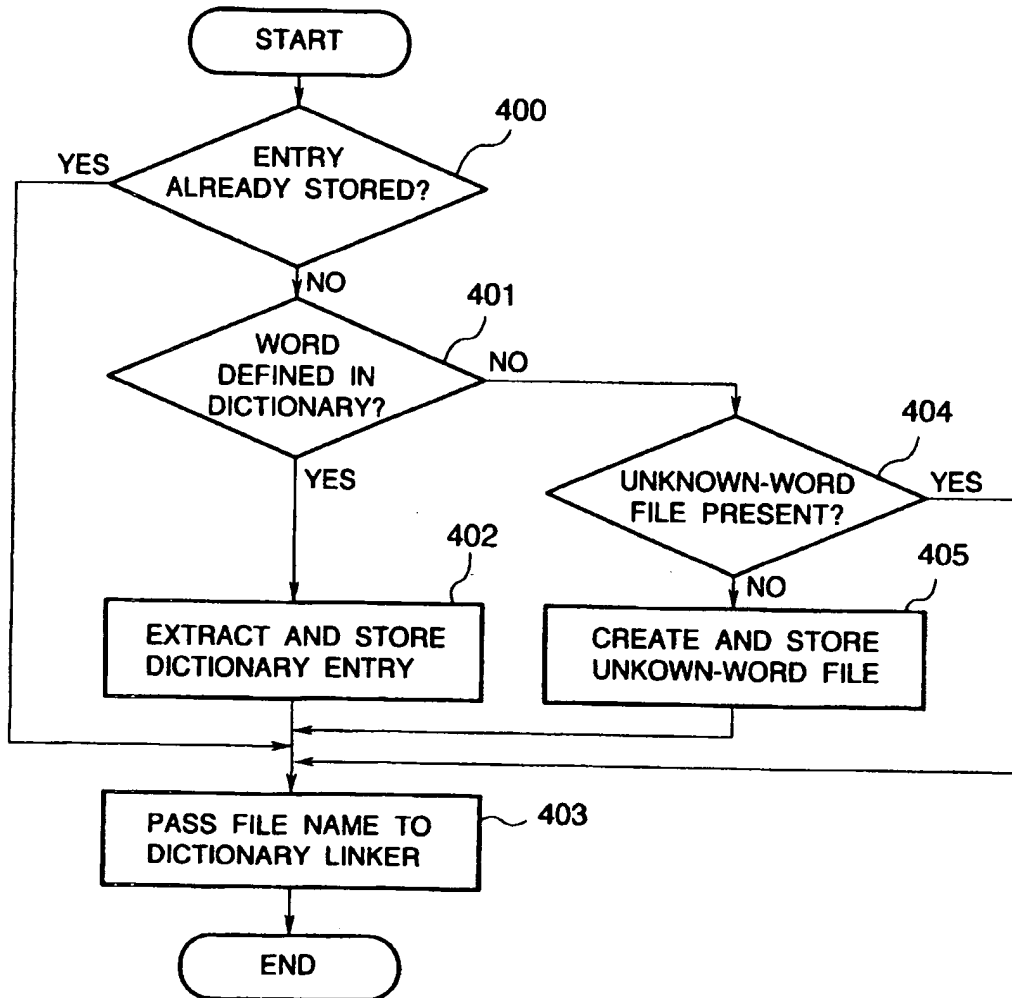 START
400
YES
ENTRY
ALREADY STORED?
NO
401
WORD
DEFINED IN
DICTIONARY?
NO
YES
404
UNKNOWN-WORD
FILE PRESENT?
YES
NO
402
EXTRACT AND STORE
DICTIONARY ENTRY
405
CREATE AND STORE
UNKOWN-WORD FILE
PASS FILE NAME TO
DICTIONARY LINKER
403
END